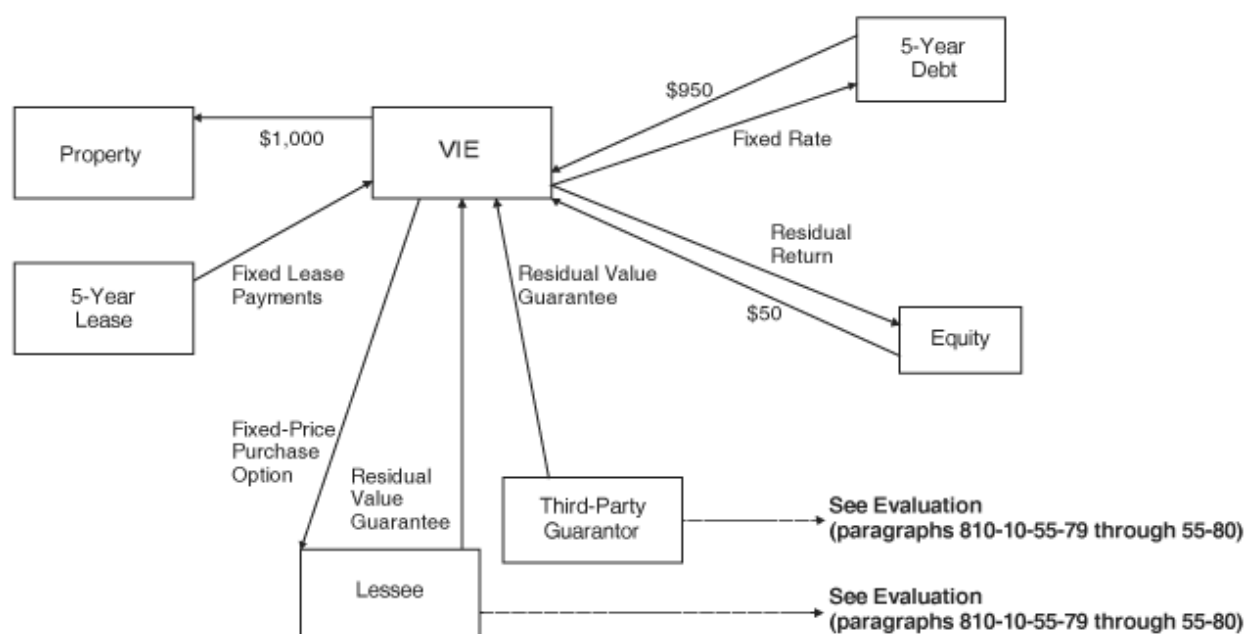 5-Year
Debt
$950
Fixed Rate
Property
$1,000
VIE
5-Year
Lease
Fixed Lease
Payments
Residual Value
Guarantee
Residual
Return
$50
Equity
Fixed-Price
Purchase
Option
Residual
Value
Guarantee
Third-Party
Guarantor
See Evaluation
(paragraphs 810-10-55-79 through 55-80)
Lessee
See Evaluation
(paragraphs 810-10-55-79 through 55-80)